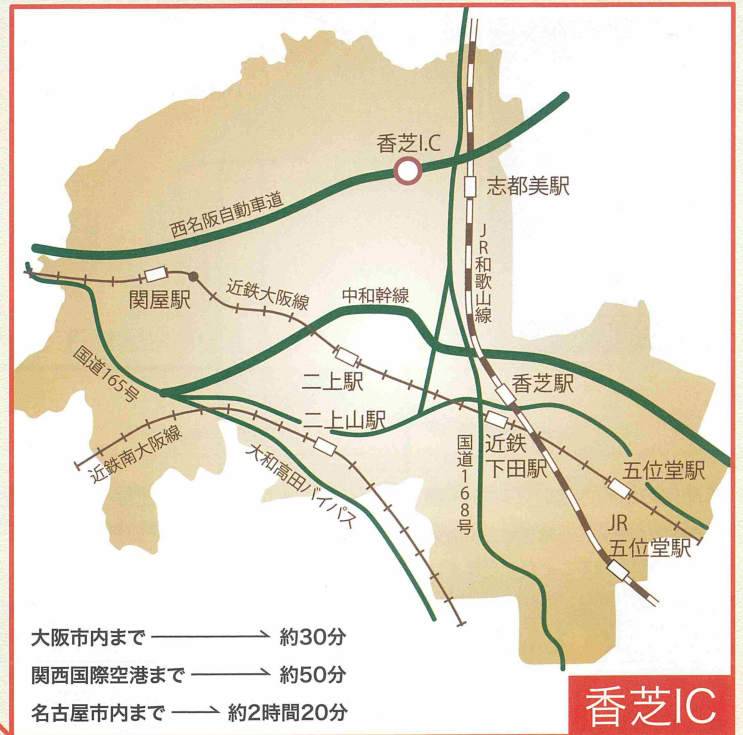 香芝I.C
志都美駅
西名阪自動車道
JR和歌山線
関屋駅
近鉄大阪線
中和幹線
国道165号
二上駅
香芝駅
二上山駅
近鉄
下田駅
近鉄南大阪線
大和高田バイパス
国道168号
五位堂駅
JR
五位堂駅
大阪市内まで 約30分
関西国際空港まで 約50分
名古屋市内まで 約2時間20分
香芝IC